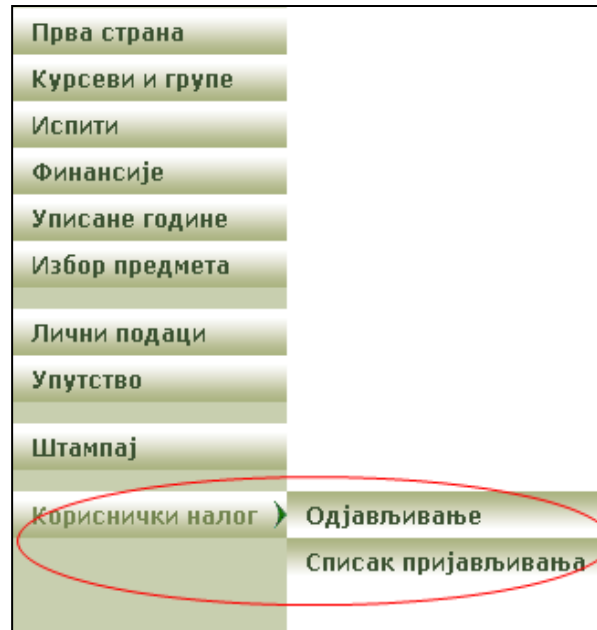 Прва страна
Курсеви и групе
Испити
Финансије
Уписане године
Избор предмета
Лични подаци
Упутство
Штампај
Кориснички налог
Одјављивање
Списак пријављивања